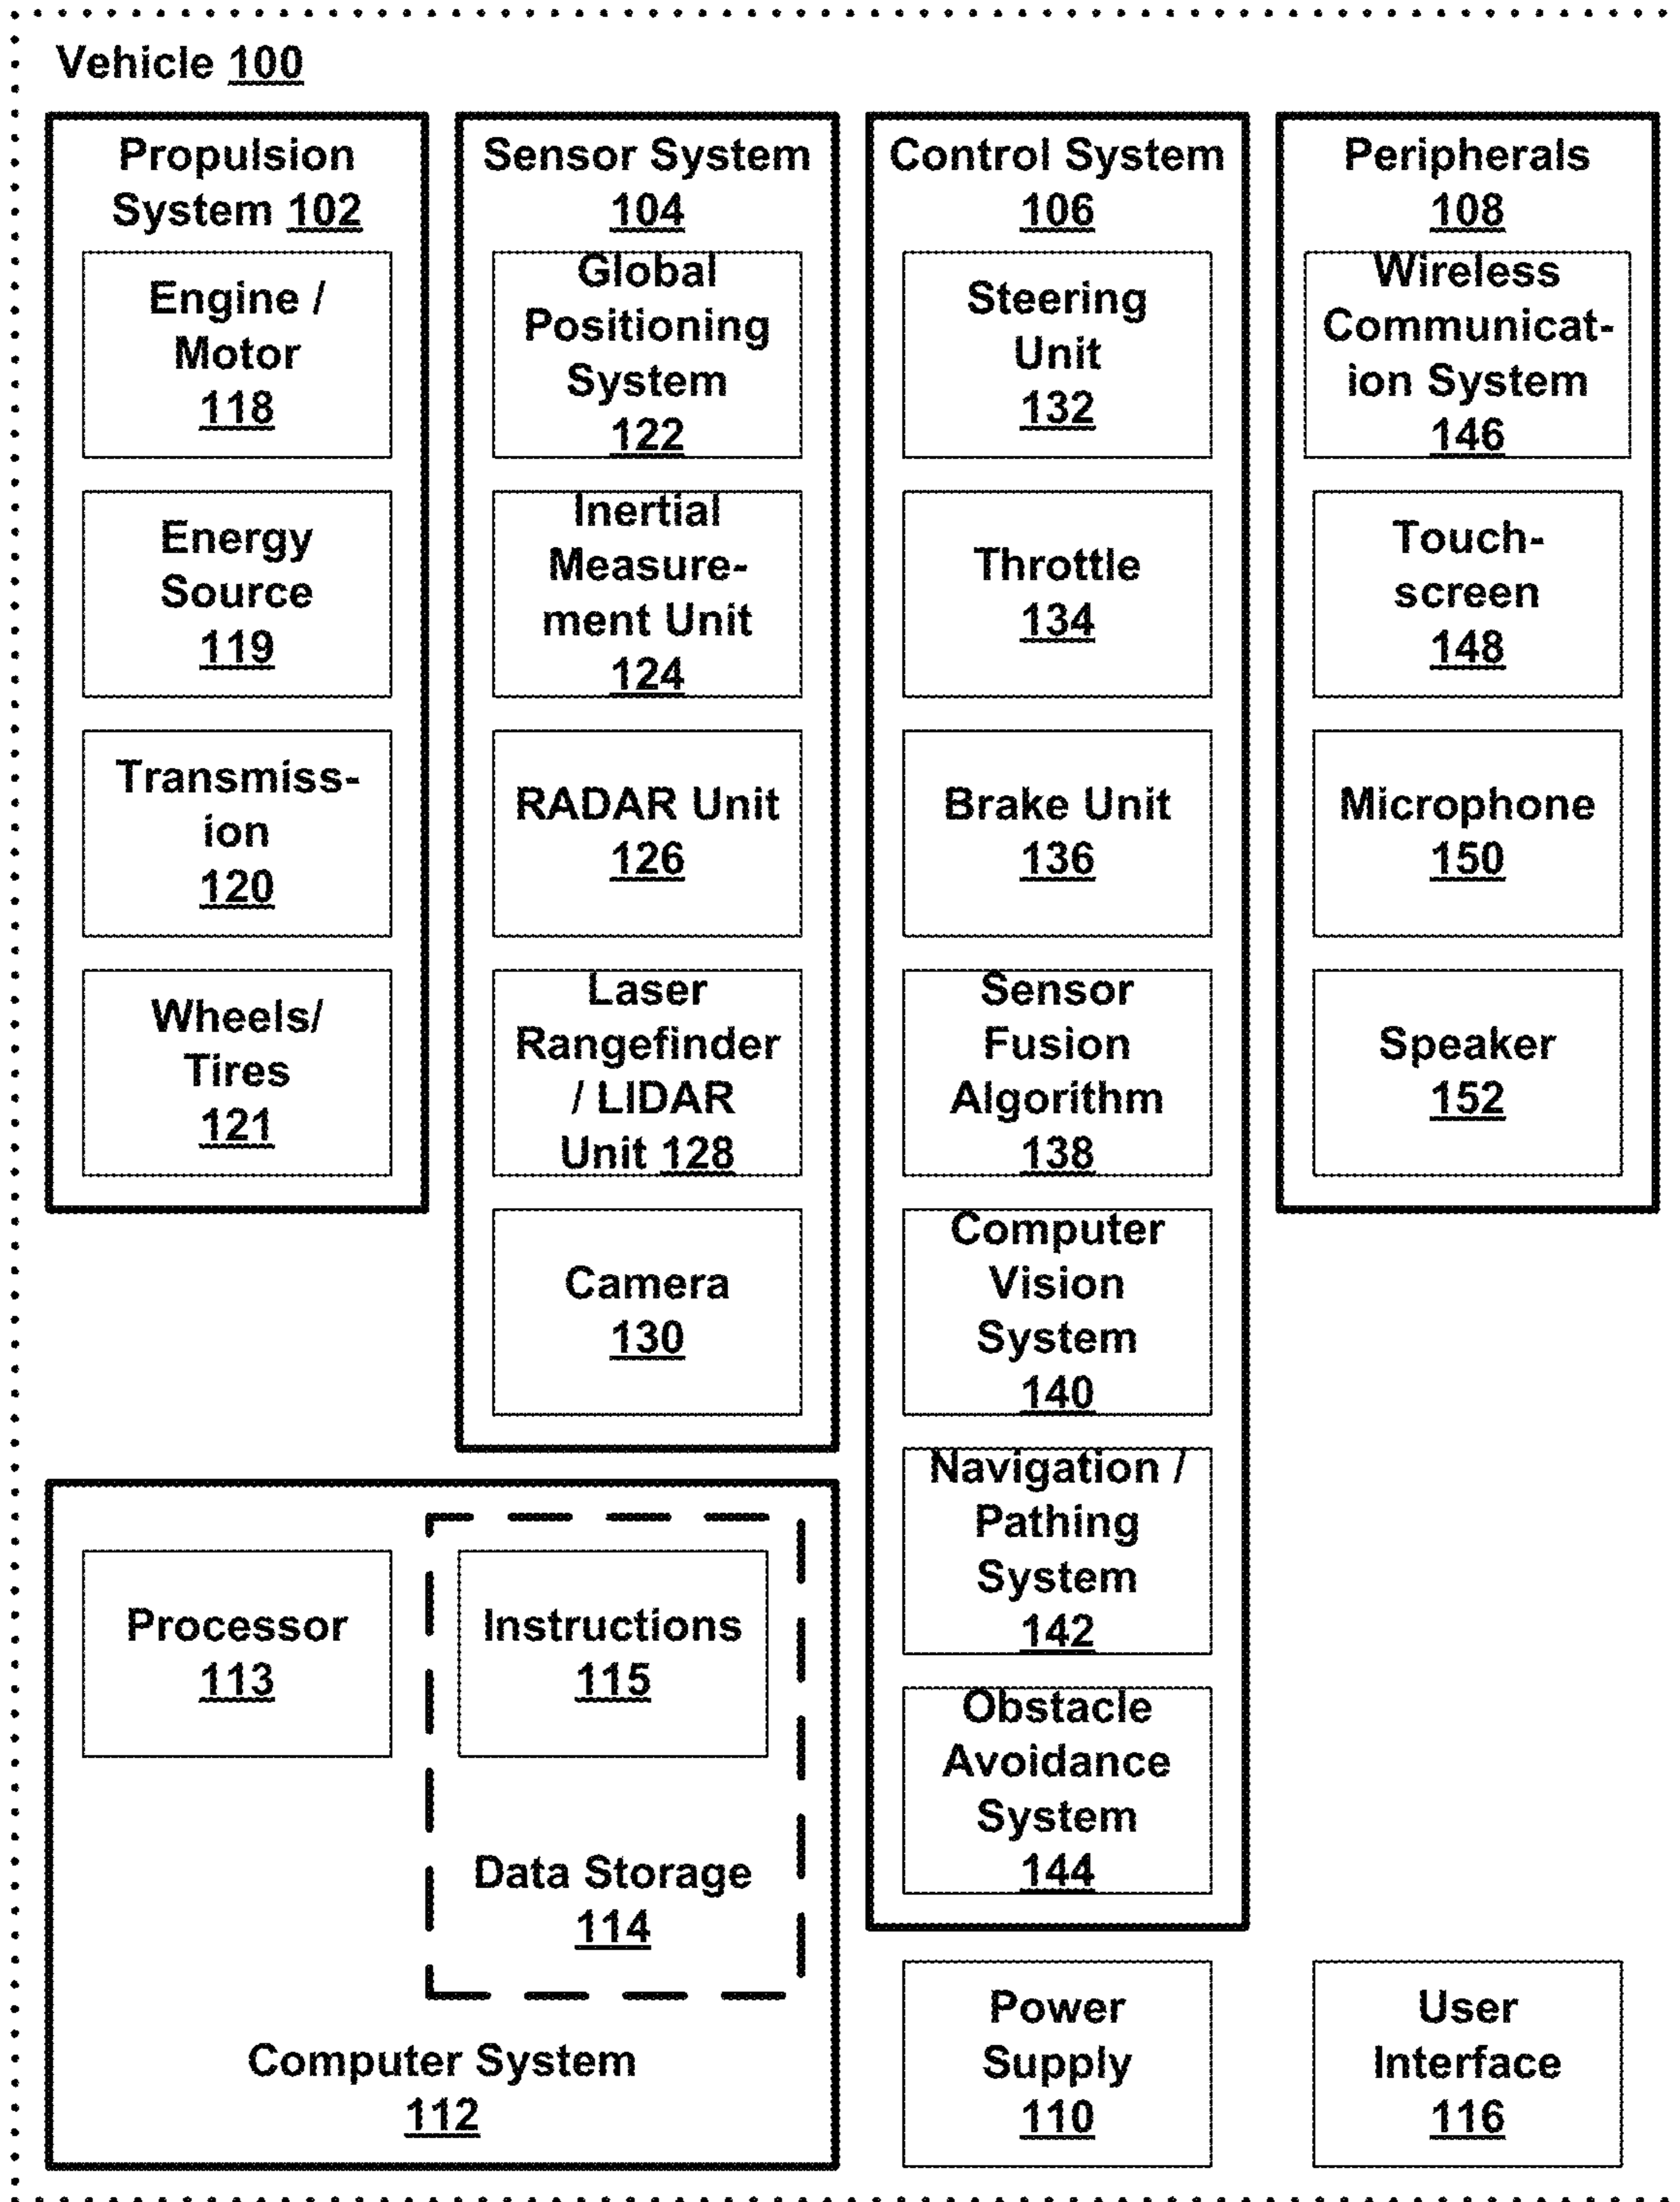 Vehicle 100
Propulsion
System 102
Engine /
Motor
118
Energy
Source
119
Transmiss-
ion
120
Wheels/
Tires
121
Sensor System
104
Global
Positioning
System
122
Inertial
Measure-
ment Unit
124
RADAR Unit
126
Laser
Rangefinder
/ LIDAR
Unit 128
Camera
130
Control System
106
Steering
Unit
132
Throttle
134
Brake Unit
136
Sensor
Fusion
Algorithm
138
Computer
Vision
System
140
Navigation /
Pathing
System
142
Obstacle
Avoidance
System
144
Peripherals
108
Wireless
Communicat-
ion System
146
Touch-
screen
148
Microphone
150
Speaker
152
Processor
113
Instructions
115
Data Storage
114
Computer System
112
Power
Supply
110
User
Interface
116